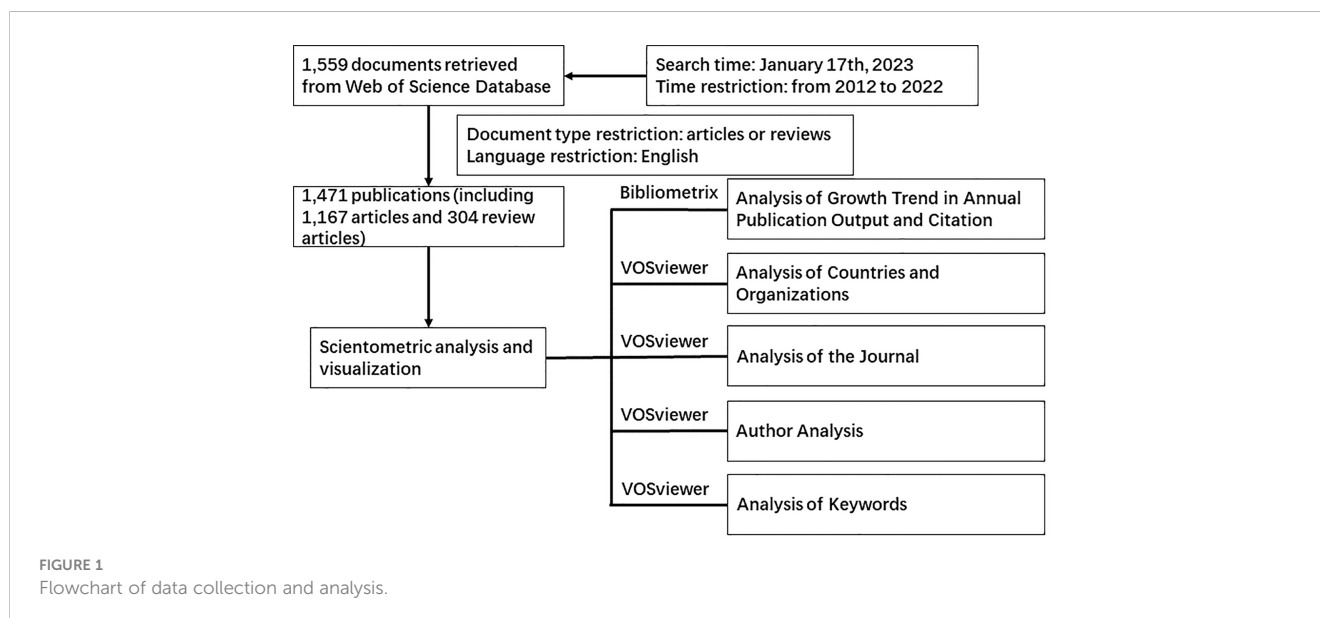 1,559 documents retrieved
from Web of Science Database
Search time: January 17th, 2023
Time restriction: from 2012 to 2022
Document type restriction: articles or reviews
Language restriction: English
1,471 publications (including
1,167 articles and 304 review
articles)
Scientometric analysis and
visualization
Bibliometrix
Analysis of Growth Trend in Annual
Publication Output and Citation
VOSviewer
Analysis of Countries and
Organizations
VOSviewer
Analysis of the Journal
VOSviewer
Author Analysis
VOSviewer
Analysis of Keywords
FIGURE 1
Flowchart of data collection and analysis.